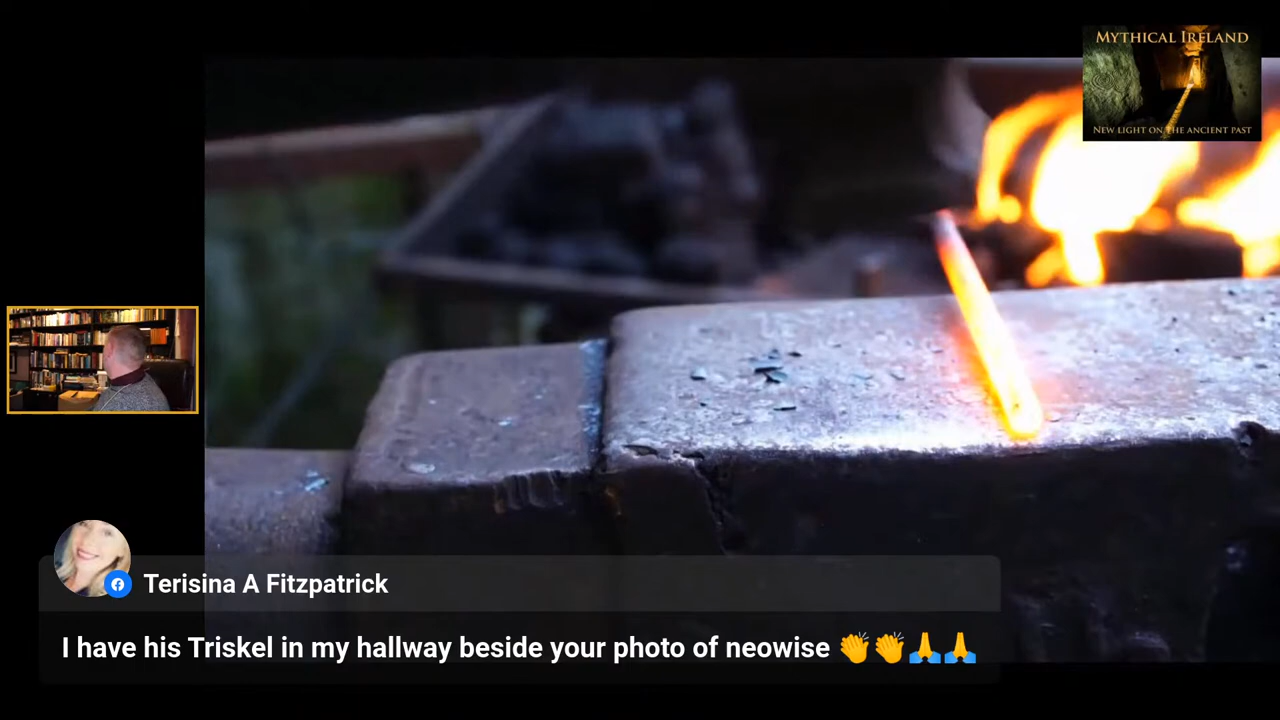 MYTHICAL IRELAND
NEW LIGHT ON THE ANCIENT PAST
Terisina A Fitzpatrick
I have his Triskel in my hallway beside your photo of neowise 👏👏🙏🙏